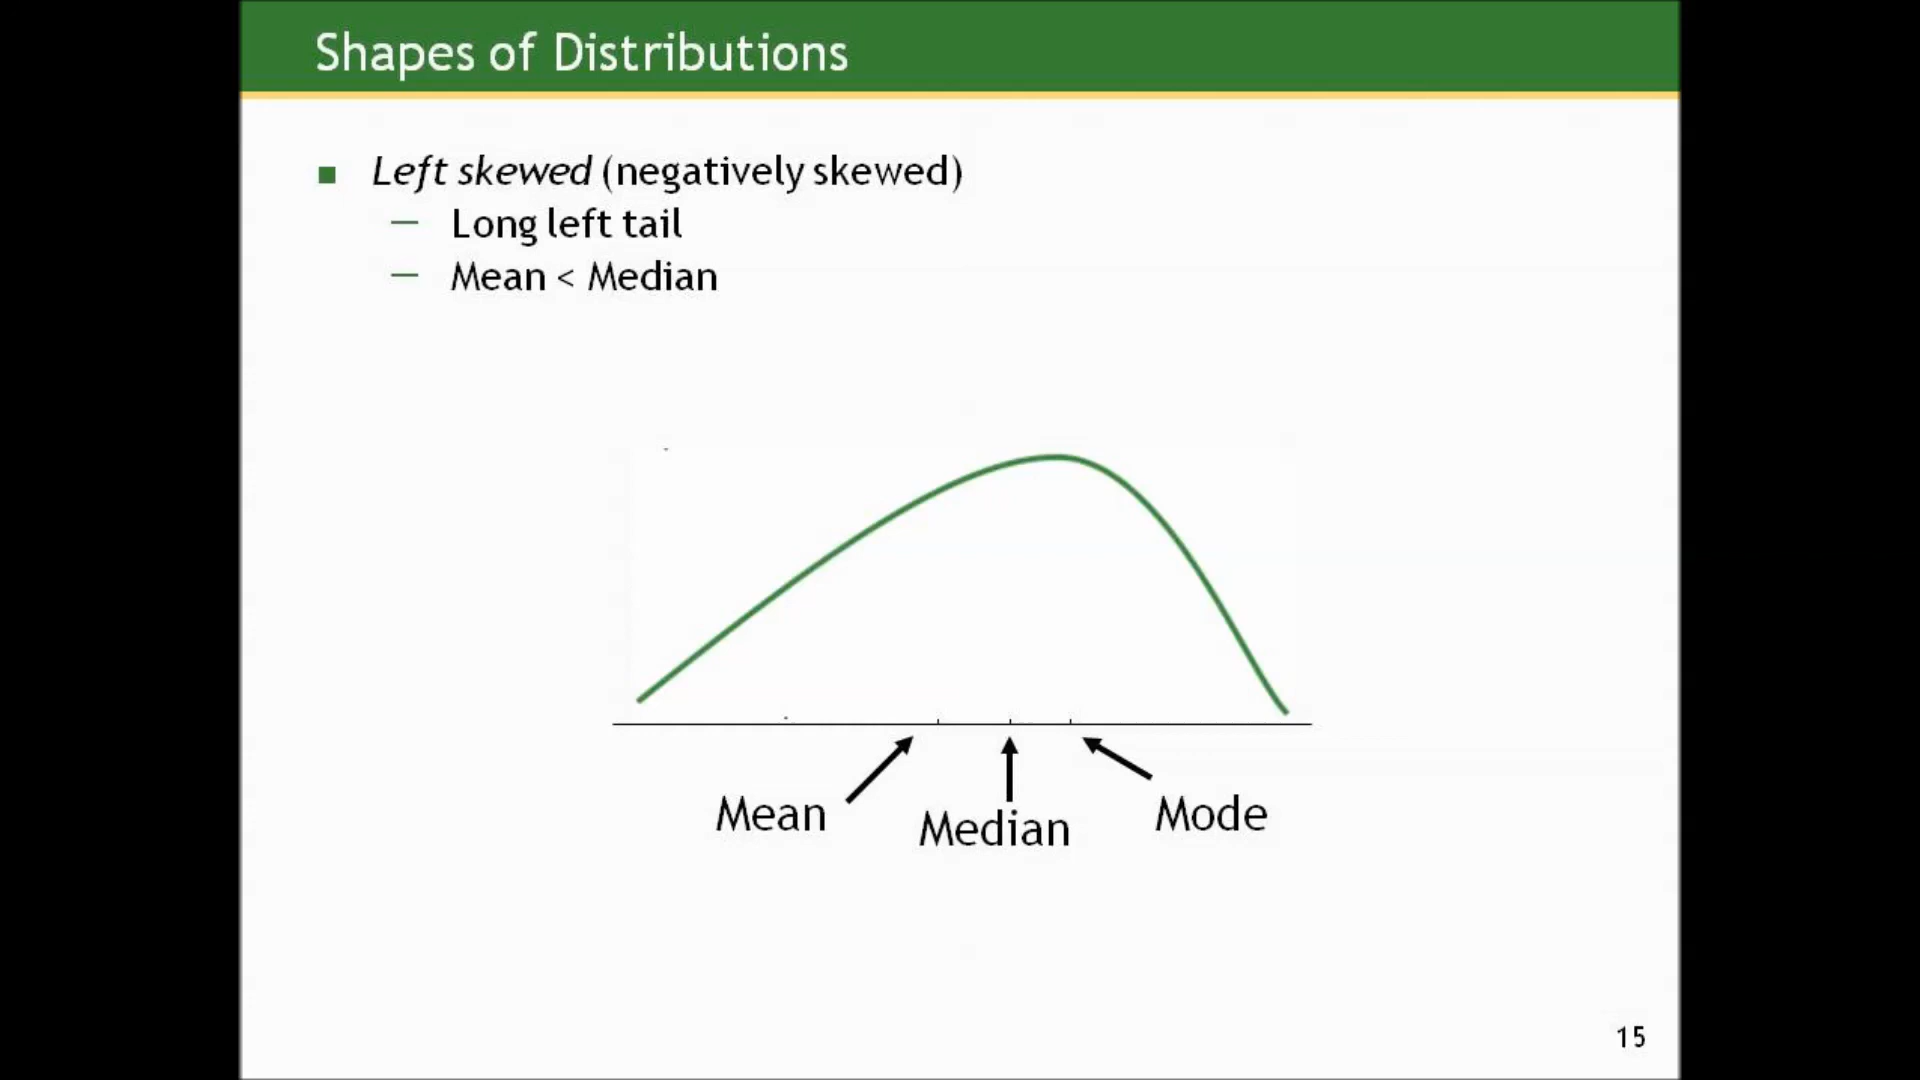 Shapes of Distributions
Left skewed (negatively skewed)
— Long left tail
— Mean < Median
Mean
Median
Mode
15